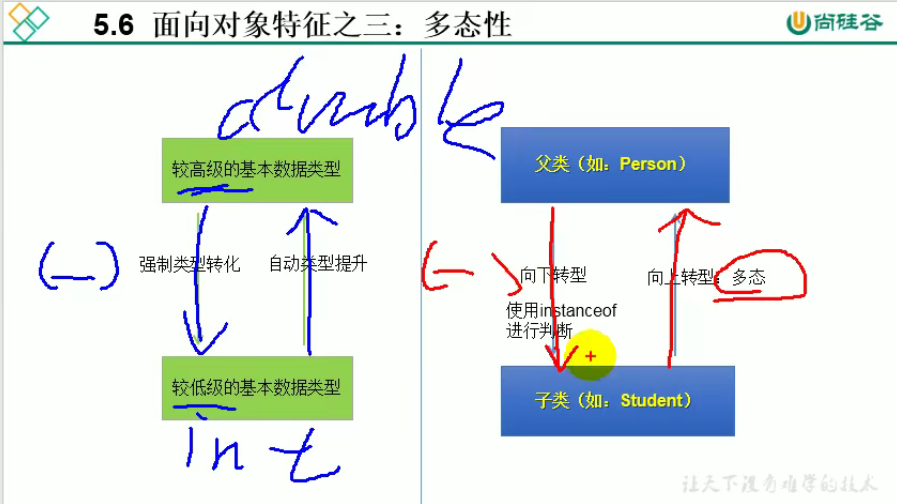 5.6 面向对象特征之三：多态性
尚硅谷
double
较高级的基本数据类型
父类（如：Person）
(—)
强制类型转化
自动类型提升
(—)
向下转型
向上转型：多态
使用instanceof
进行判断
较低级的基本数据类型
子类（如：Student）
int
让天下没有难学的技术